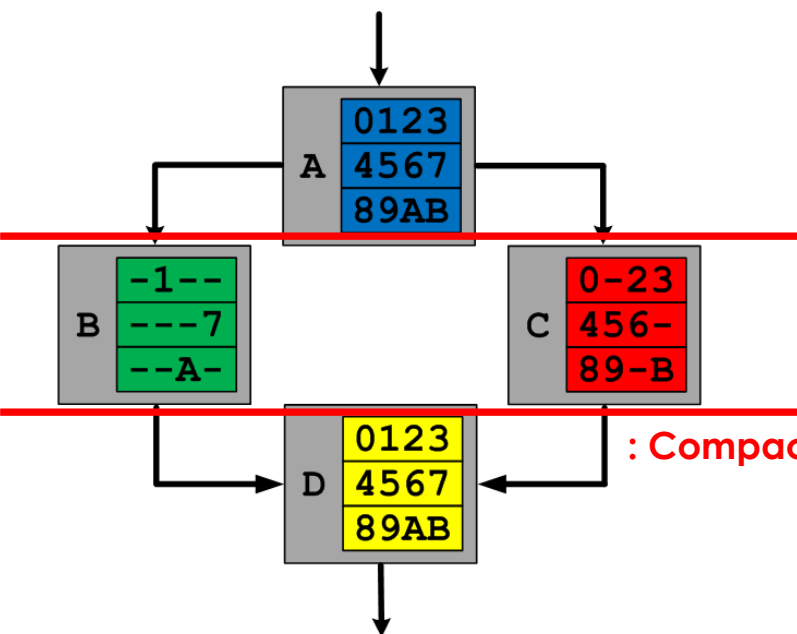 0123
A
4567
89AB
-1--
B
---7
--A-
0-23
C
456-
89-B
: Compac
0123
D
4567
89AB